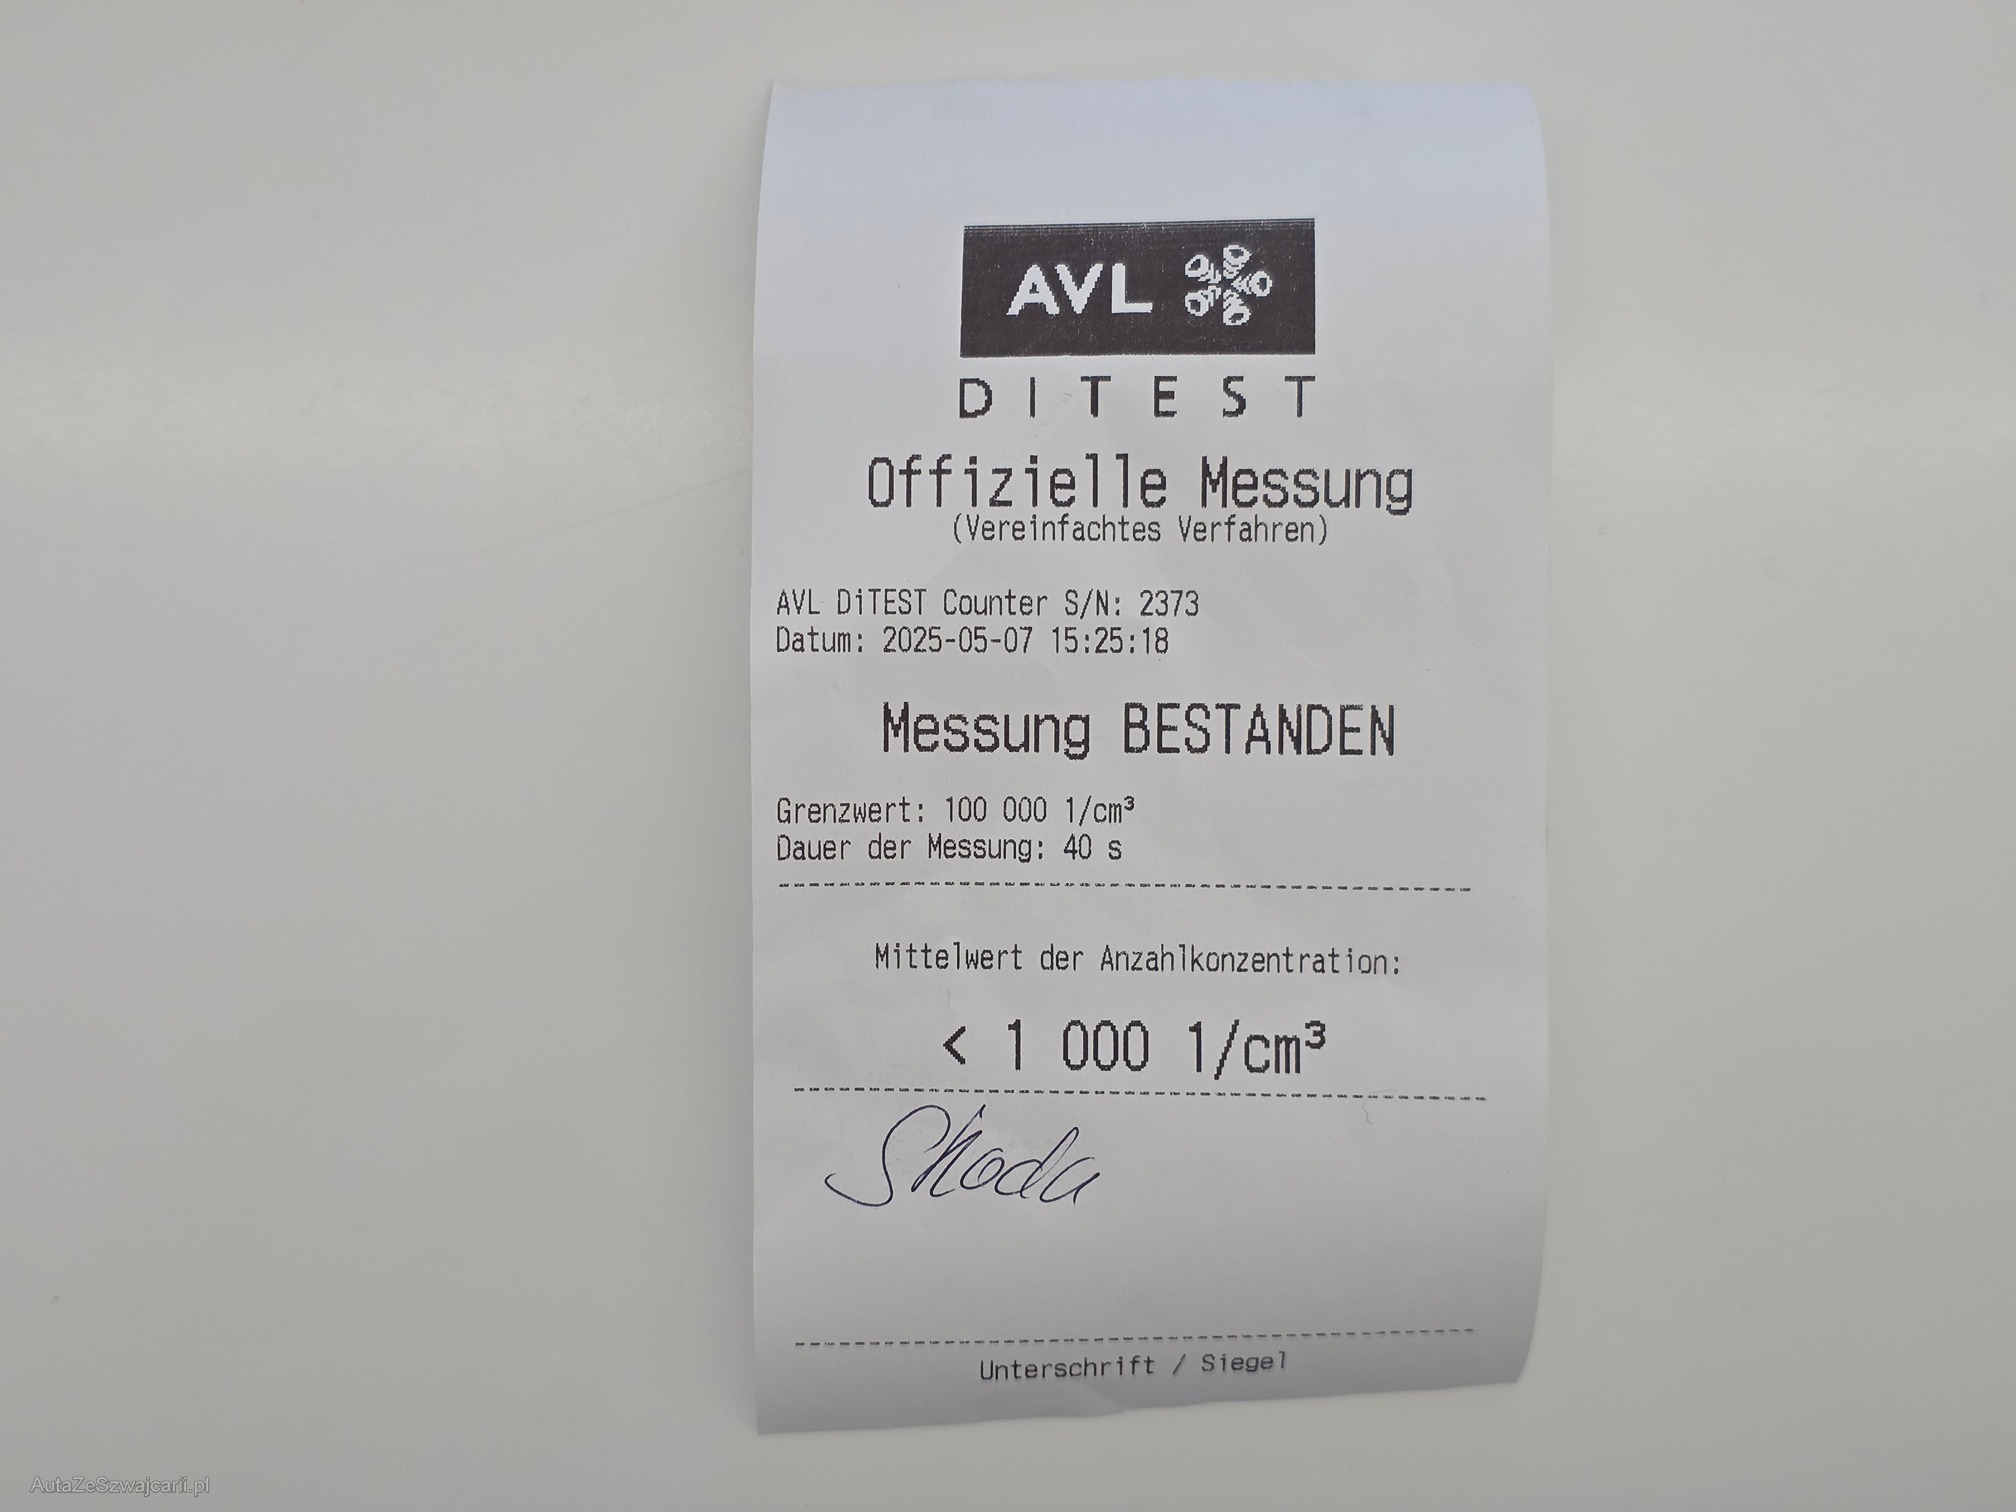 AVL
DITEST
Offizielle Messung
(Vereinfachtes Verfahren)
AVL DiTEST Counter S/N: 2373
Datum: 2025-05-07 15:25:18
Messung BESTANDEN
Grenzwert: 100 000 1/cm³
Dauer der Messung: 40 s
Mittelwert der Anzahlkonzentration:
< 1 000 1/cm³
Skoda
Unterschrift / Siegel
AutaZeSzwajcarii.pl